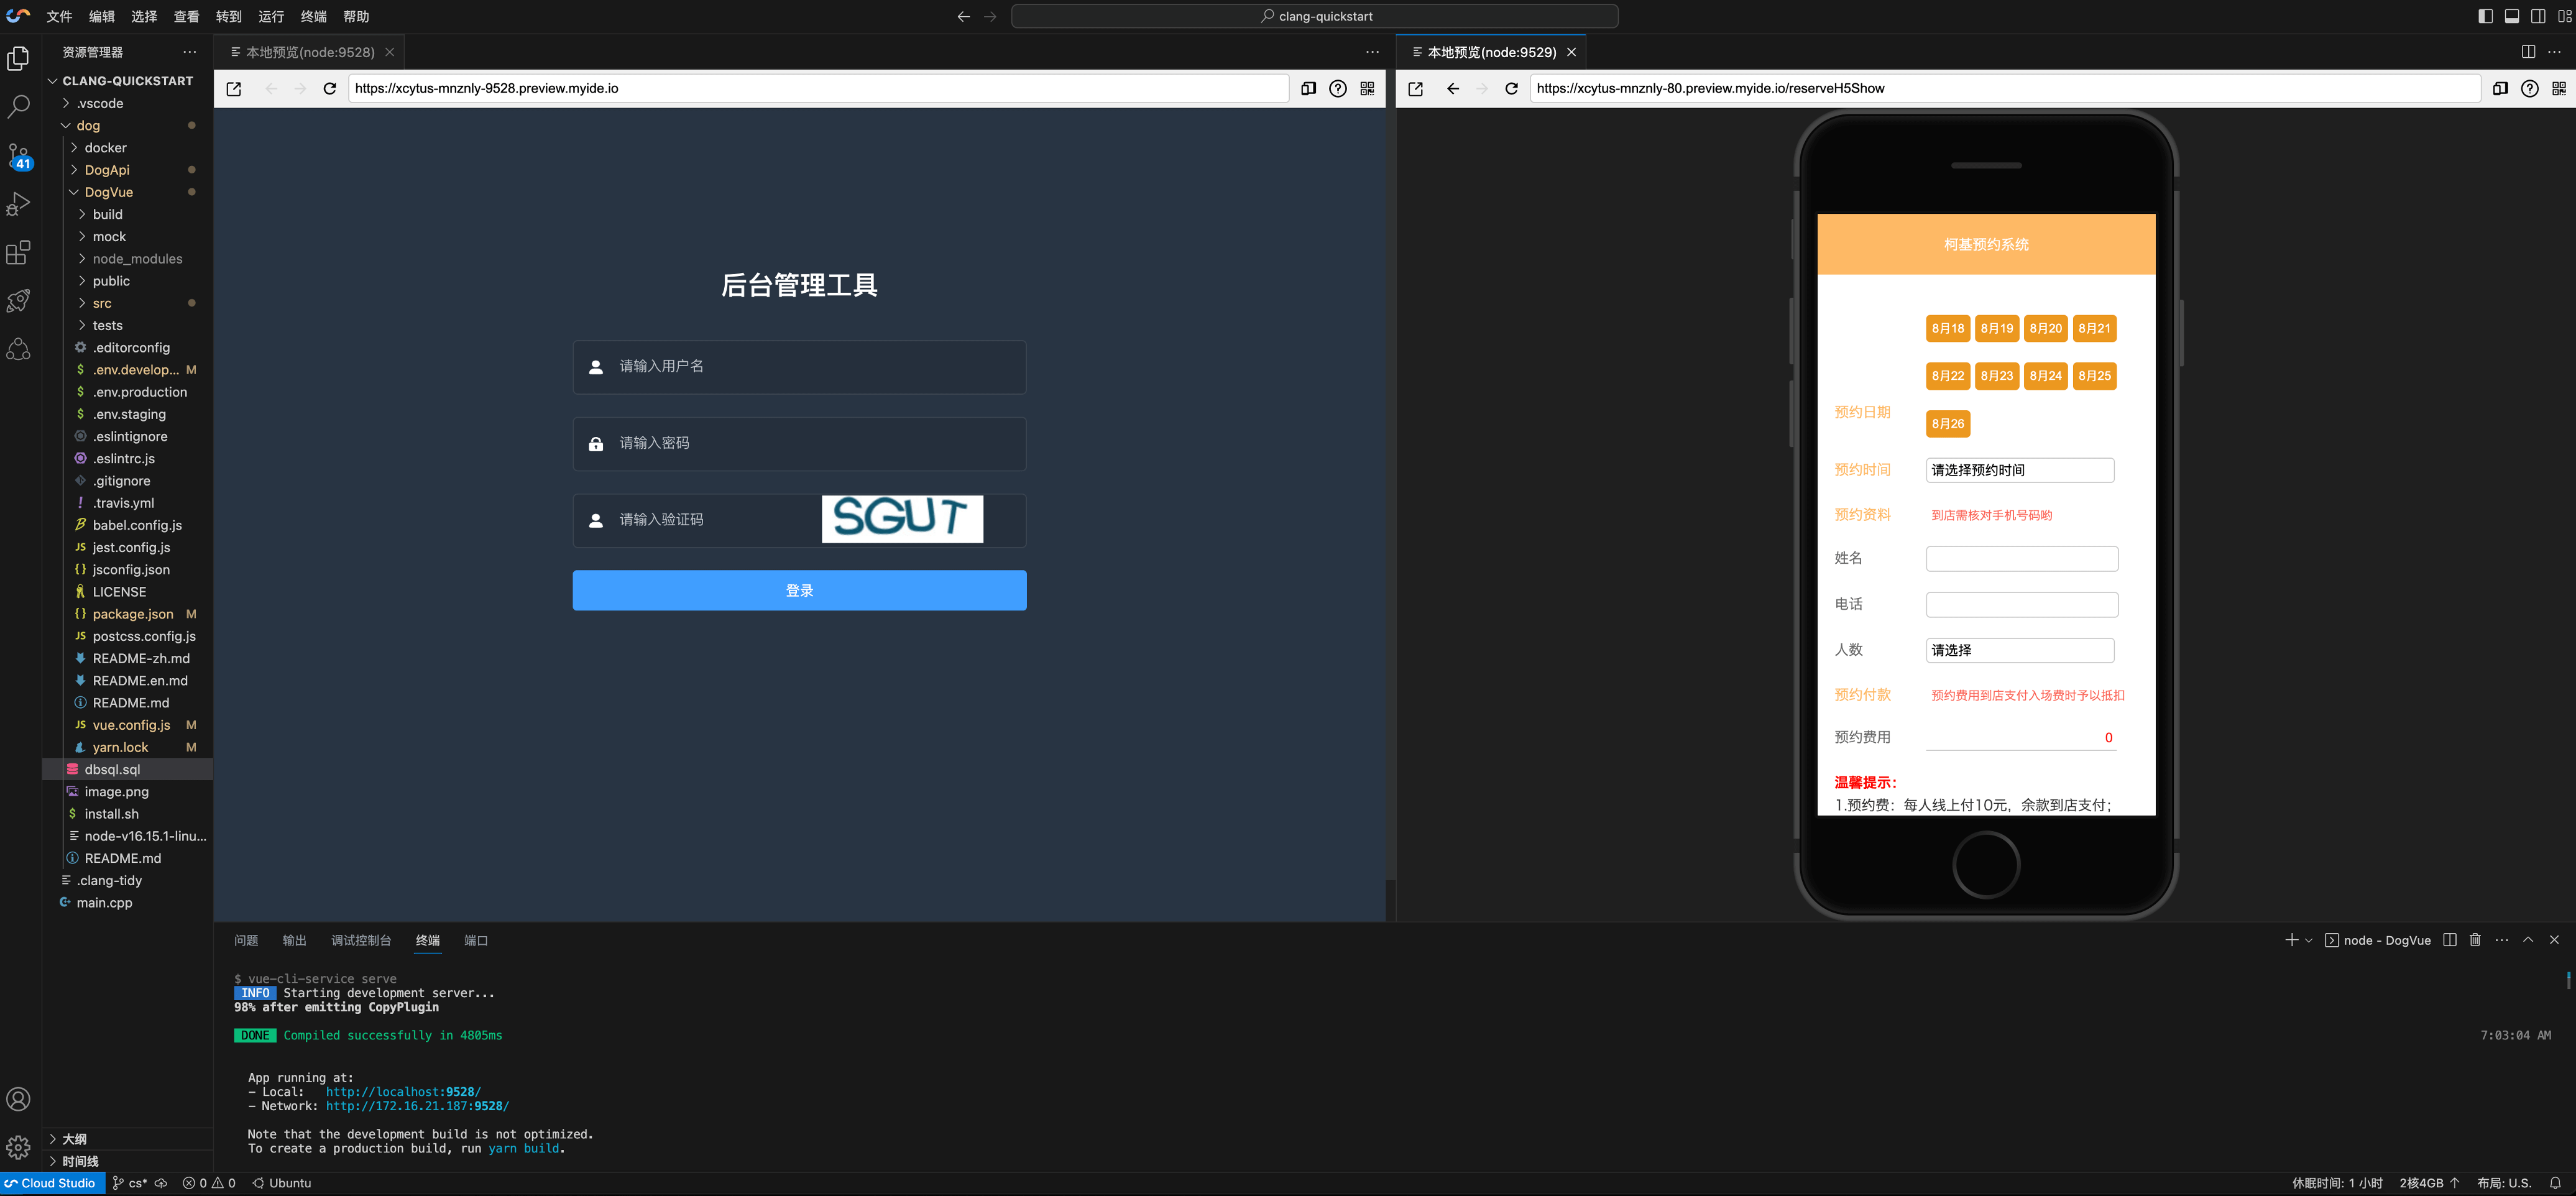 文件 编辑 选择 查看 转到 运行 终端 帮助
clang-quickstart
资源管理器
CLANG-QUICKSTART
.vscode
dog
docker
DogApi
DogVue
build
mock
node_modules
public
src
tests
.editorconfig
$ .env.develop... M
$ .env.production
$ .env.staging
.eslintignore
.eslintrc.js
.gitignore
! .travis.yml
babel.config.js
JS jest.config.js
{} jsconfig.json
LICENSE
{} package.json M
JS postcss.config.js
README-zh.md
README.en.md
README.md
JS vue.config.js M
yarn.lock M
dbsql.sql
image.png
$ install.sh
node-v16.15.1-linu...
README.md
.clang-tidy
main.cpp
大纲
时间线
41
本地预览(node:9528)
https://xcytus-mnznly-9528.preview.myide.io
后台管理工具
请输入用户名
请输入密码
请输入验证码 SGUT
登录
本地预览(node:9529)
https://xcytus-mnznly-80.preview.myide.io/reserveH5Show
柯基预约系统
8月18 8月19 8月20 8月21
8月22 8月23 8月24 8月25
预约日期
8月26
预约时间 请选择预约时间
预约资料 到店需核对手机号码哟
姓名
电话
人数 请选择
预约付款 预约费用到店支付入场费时予以抵扣
预约费用 0
温馨提示：
1.预约费：每人线上付10元，余款到店支付；
问题 输出 调试控制台 终端 端口
node - DogVue
$ vue-cli-service serve
INFO Starting development server...
98% after emitting CopyPlugin
DONE Compiled successfully in 4805ms 7:03:04 AM
App running at:
- Local: http://localhost:9528/
- Network: http://172.16.21.187:9528/
Note that the development build is not optimized.
To create a production build, run yarn build.
Cloud Studio cs* 0 0 Ubuntu
休眠时间: 1 小时 2核4GB 布局: U.S.